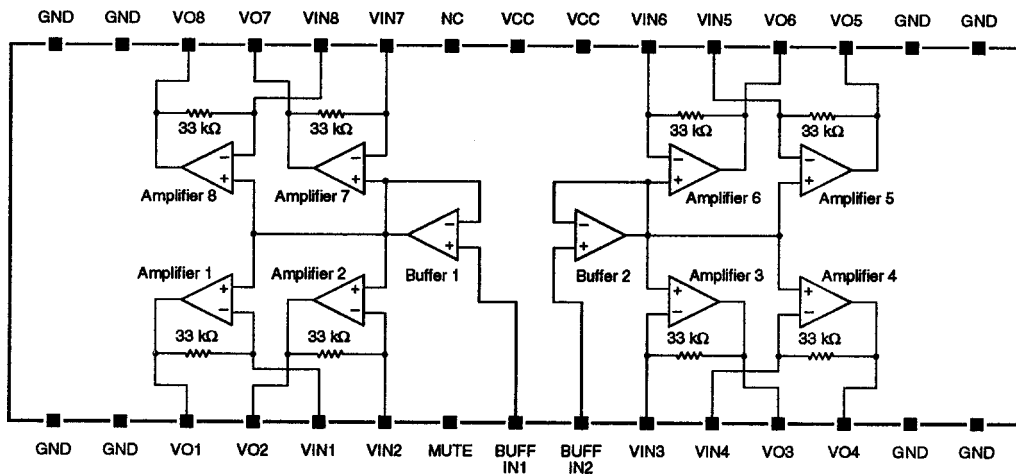 GND GND VO8 VO7 VIN8 VIN7 NC VCC VCC VIN6 VIN5 VO6 VO5 GND GND
33 kΩ 33 kΩ 33 kΩ 33 kΩ
− − − −
+ + + +
Amplifier 8 Amplifier 7 Amplifier 6 Amplifier 5
− −
+ +
Amplifier 1 Amplifier 2 Buffer 1 Buffer 2 Amplifier 3 Amplifier 4
+ + + +
− − − −
33 kΩ 33 kΩ 33 kΩ 33 kΩ
GND GND VO1 VO2 VIN1 VIN2 MUTE BUFF BUFF VIN3 VIN4 VO3 VO4 GND GND
IN1 IN2